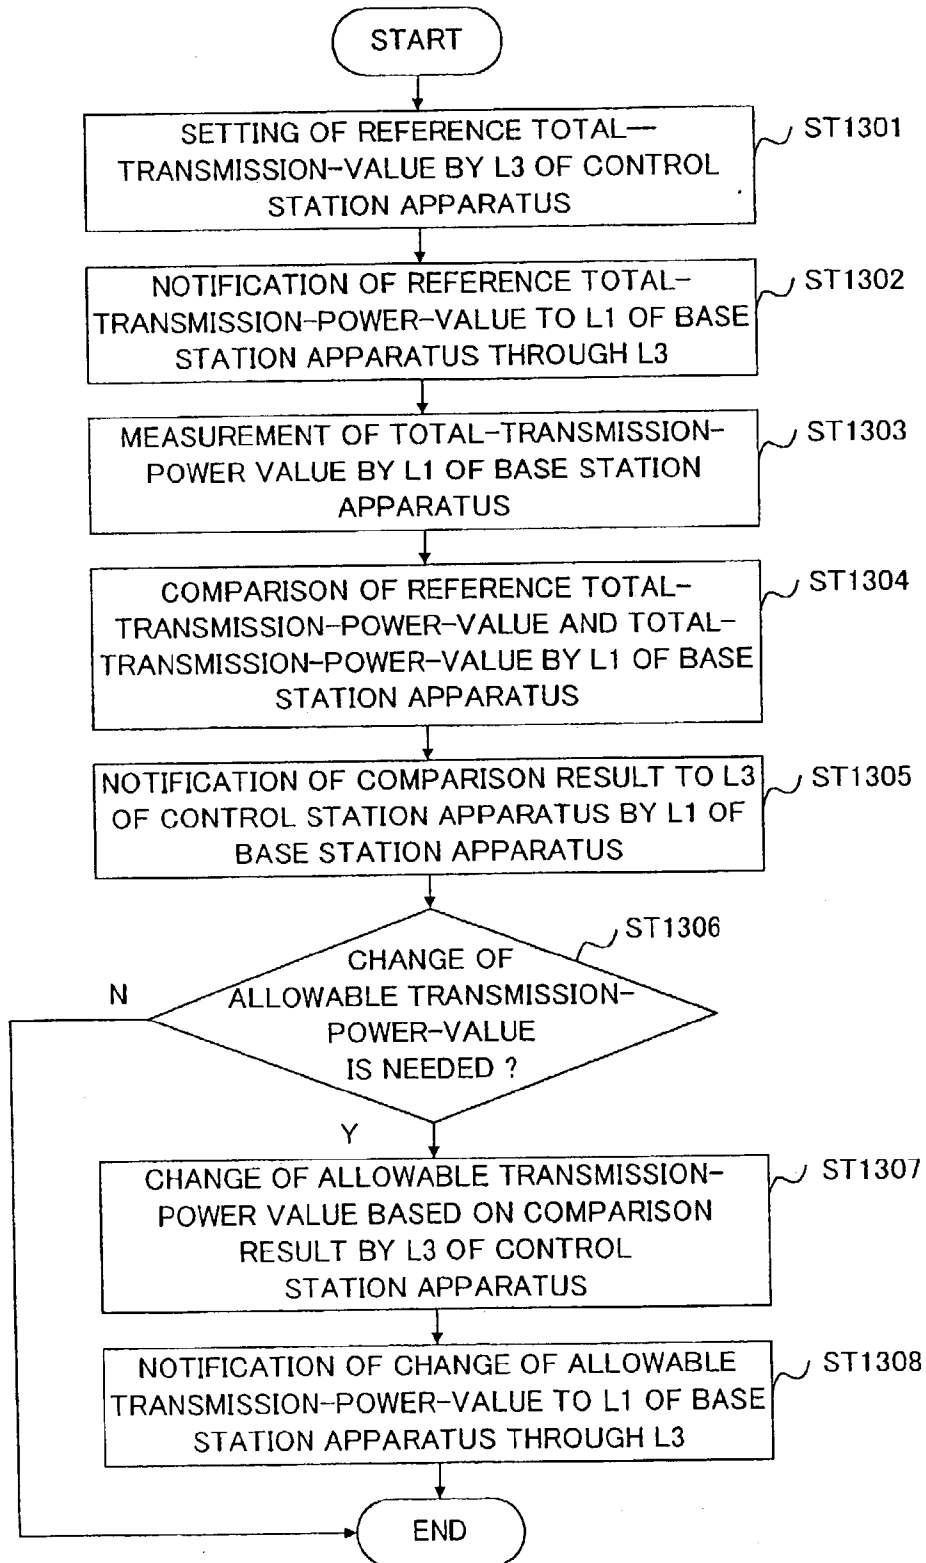 START
SETTING OF REFERENCE TOTAL—
TRANSMISSION-VALUE BY L3 OF CONTROL
STATION APPARATUS
ST1301
NOTIFICATION OF REFERENCE TOTAL-
TRANSMISSION-POWER-VALUE TO L1 OF BASE
STATION APPARATUS THROUGH L3
ST1302
MEASUREMENT OF TOTAL-TRANSMISSION-
POWER VALUE BY L1 OF BASE STATION
APPARATUS
ST1303
COMPARISON OF REFERENCE TOTAL-
TRANSMISSION-POWER-VALUE AND TOTAL-
TRANSMISSION-POWER-VALUE BY L1 OF BASE
STATION APPARATUS
ST1304
NOTIFICATION OF COMPARISON RESULT TO L3
OF CONTROL STATION APPARATUS BY L1 OF
BASE STATION APPARATUS
ST1305
CHANGE OF
ALLOWABLE TRANSMISSION-
POWER-VALUE
IS NEEDED ?
ST1306
N
Y
CHANGE OF ALLOWABLE TRANSMISSION-
POWER VALUE BASED ON COMPARISON
RESULT BY L3 OF CONTROL
STATION APPARATUS
ST1307
NOTIFICATION OF CHANGE OF ALLOWABLE
TRANSMISSION-POWER-VALUE TO L1 OF BASE
STATION APPARATUS THROUGH L3
ST1308
END